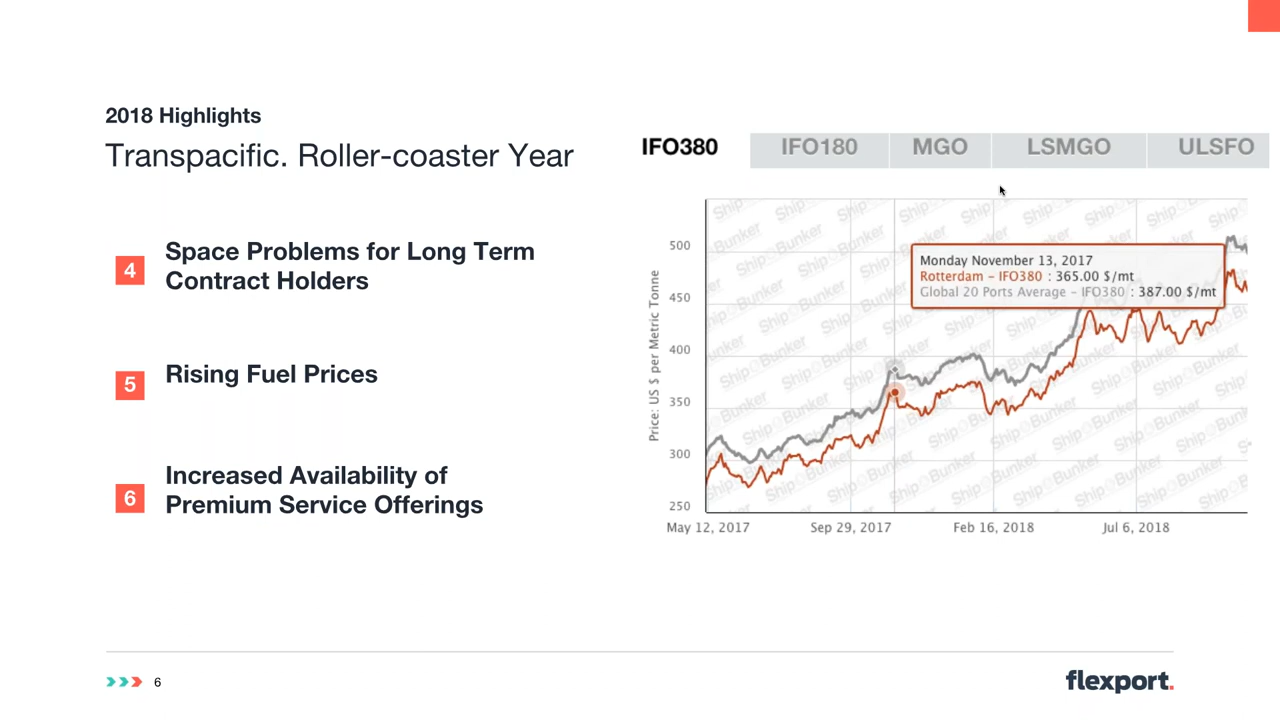 2018 Highlights
Transpacific. Roller-coaster Year
4
Space Problems for Long Term
Contract Holders
5
Rising Fuel Prices
6
Increased Availability of
Premium Service Offerings
IFO380 IFO180 MGO LSMGO ULSFO
Price: US $ per Metric Tonne
500
450
400
350
300
250
Monday November 13, 2017
Rotterdam - IFO380 : 365.00 $/mt
Global 20 Ports Average - IFO380 : 387.00 $/mt
May 12, 2017 Sep 29, 2017 Feb 16, 2018 Jul 6, 2018
Ship&Bunker
6
flexport.